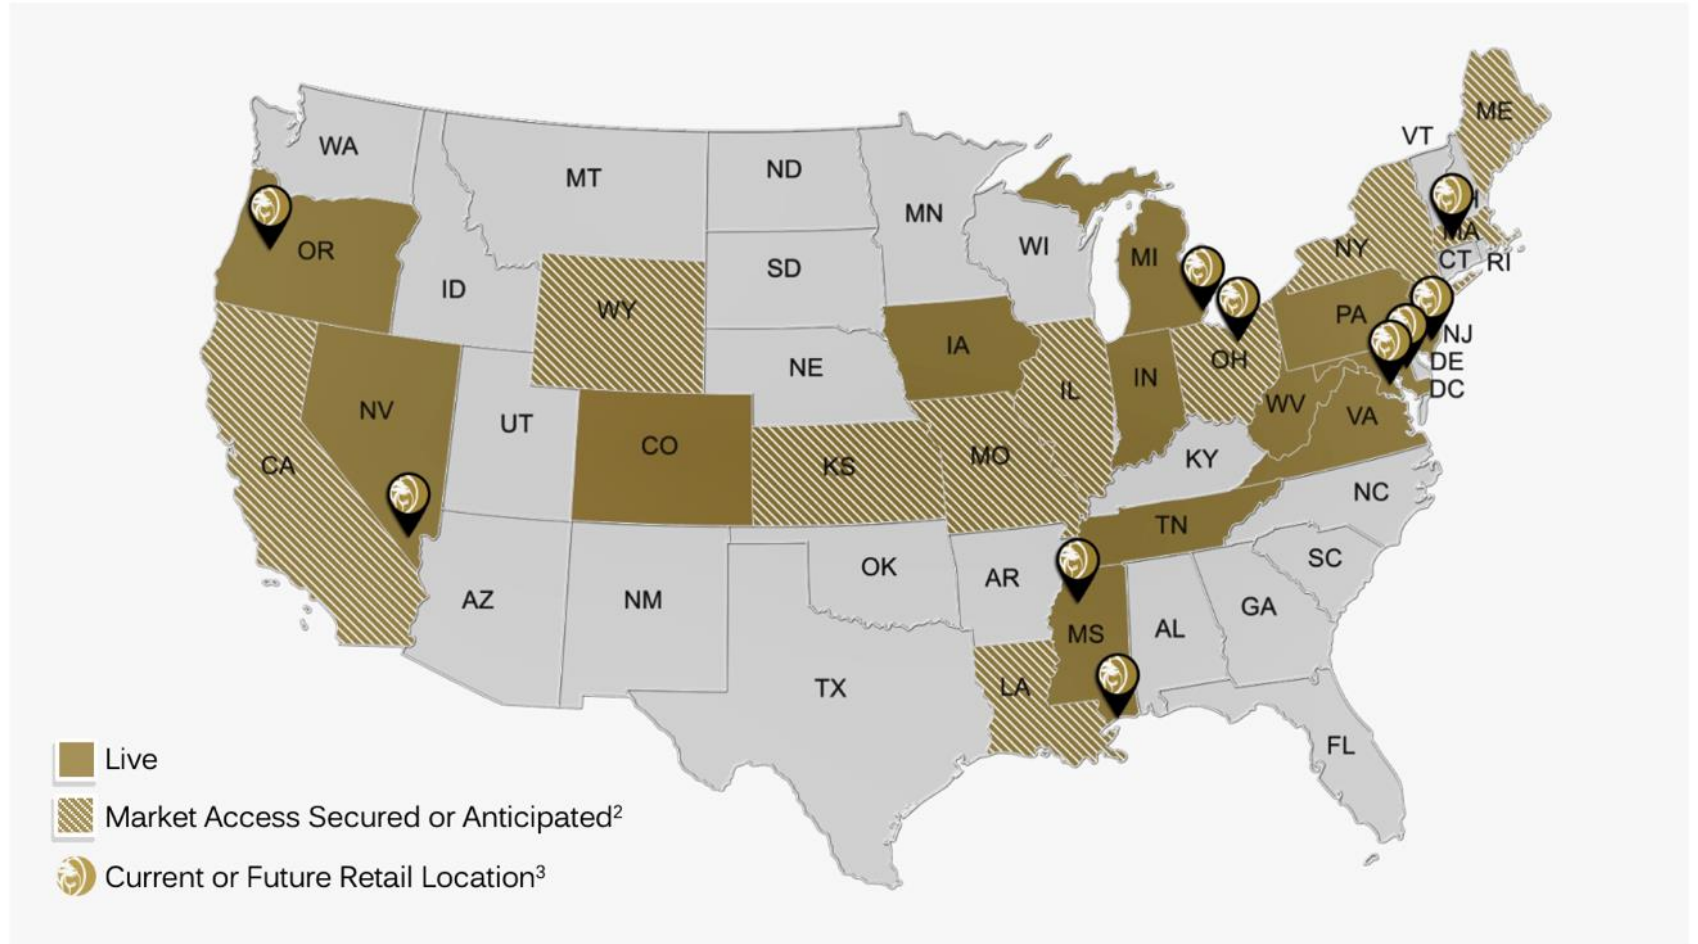 ME
VT
WA
MT
ND
MN
H
OR
MA
NY
WI
MI
CT
RI
SD
ID
WY
PA
NJ
IA
OH
DE
NE
IN
DC
IL
WV
NV
VA
UT
CO
MO
KY
CA
KS
NC
TN
SC
OK
AR
AZ
NM
GA
AL
MS
TX
LA
FL
Live
Market Access Secured or Anticipated²
Current or Future Retail Location³